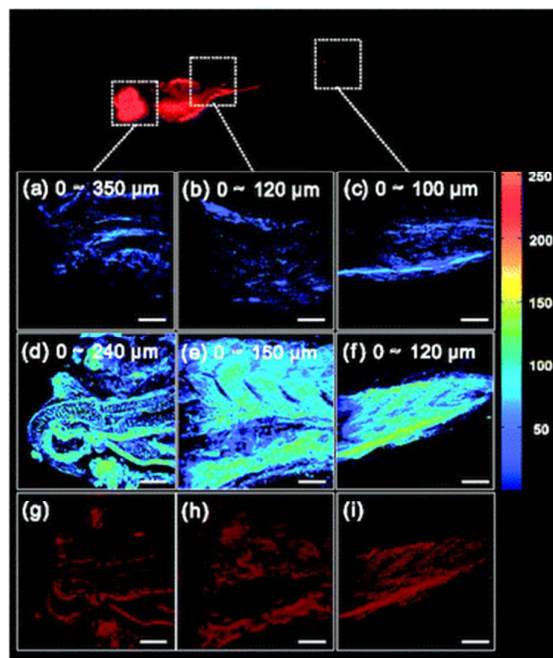 (a) 0 ~ 350 µm
(b) 0 ~ 120 µm
(c) 0 ~ 100 µm
250
200
150
100
50
(d) 0 ~ 240 µm
(e) 0 ~ 150 µm
(f) 0 ~ 120 µm
(g)
(h)
(i)